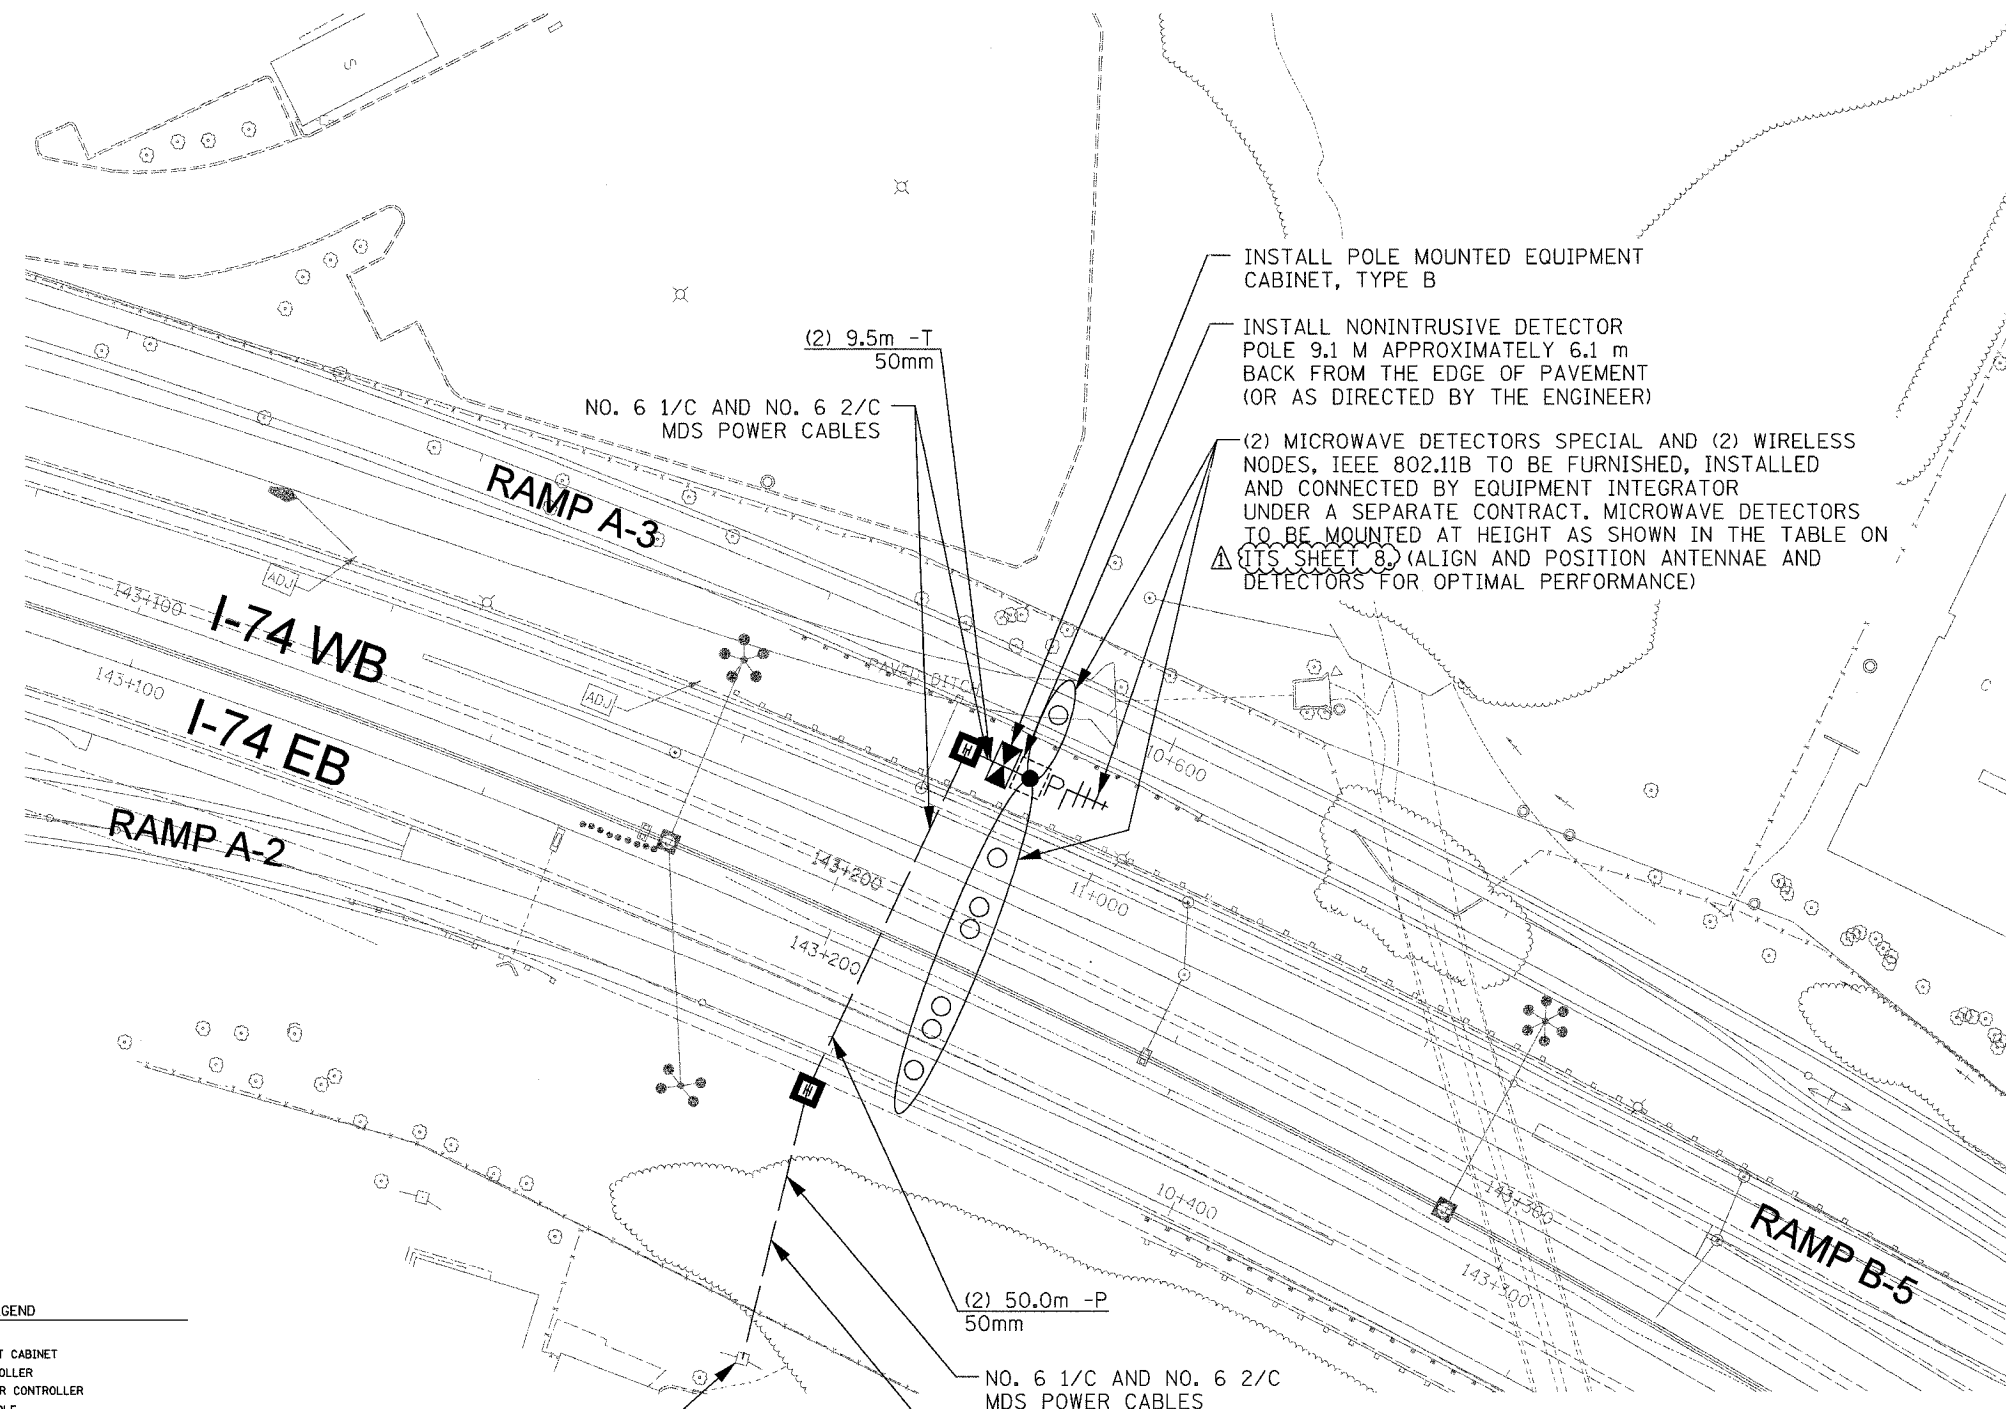 S
INSTALL POLE MOUNTED EQUIPMENT
CABINET, TYPE B
INSTALL NONINTRUSIVE DETECTOR
POLE 9.1 M APPROXIMATELY 6.1 m
BACK FROM THE EDGE OF PAVEMENT
(OR AS DIRECTED BY THE ENGINEER)
(2) 9.5m -T
50mm
NO. 6 1/C AND NO. 6 2/C
MDS POWER CABLES
(2) MICROWAVE DETECTORS SPECIAL AND (2) WIRELESS
NODES, IEEE 802.11B TO BE FURNISHED, INSTALLED
AND CONNECTED BY EQUIPMENT INTEGRATOR
UNDER A SEPARATE CONTRACT. MICROWAVE DETECTORS
TO BE MOUNTED AT HEIGHT AS SHOWN IN THE TABLE ON
1 ITS SHEET 8. (ALIGN AND POSITION ANTENNAE AND
DETECTORS FOR OPTIMAL PERFORMANCE)
RAMP A-3
ADJ
143+100
I-74 WB
143+100
ADJ
PAVED DITCH
I-74 EB
RAMP A-2
H
P
10+600
143+200
11+000
143+200
H
10+400
143+300
143+300
RAMP B-5
(2) 50.0m -P
50mm
NO. 6 1/C AND NO. 6 2/C
MDS POWER CABLES
GEND
T CABINET
OLLER
R CONTROLLER